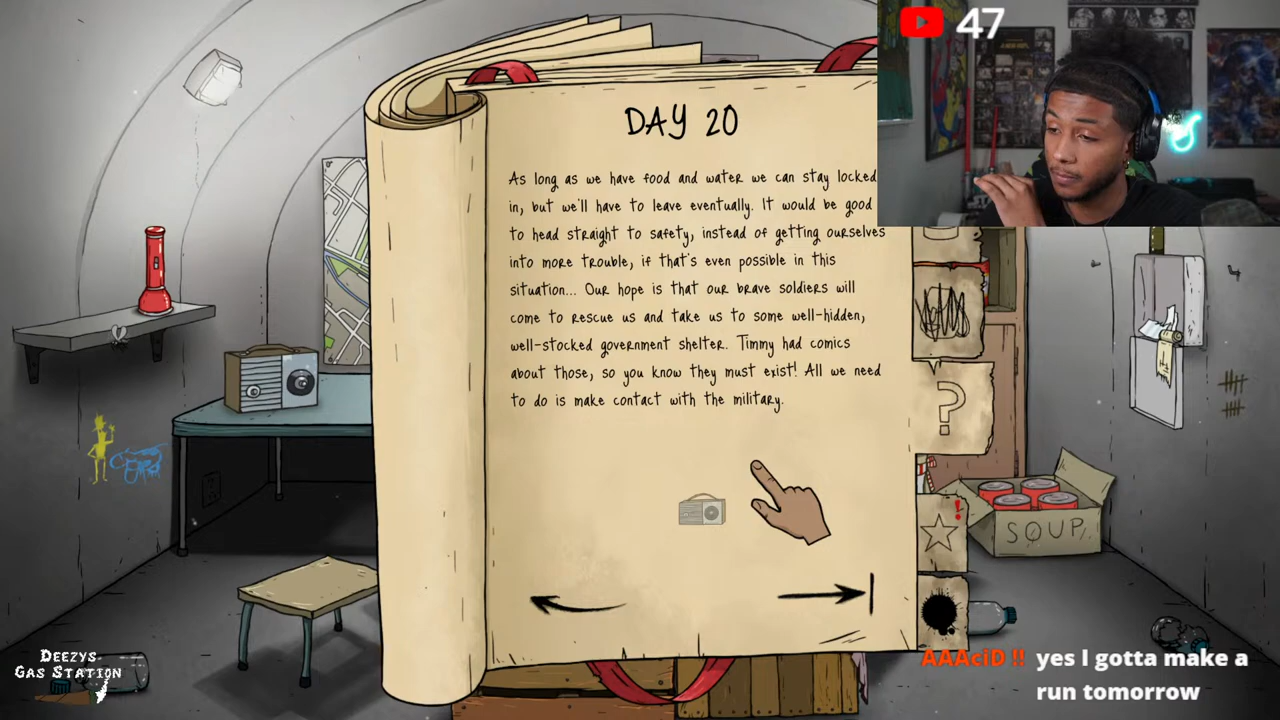 47
DAY 20
As long as we have food and water we can stay locked
in, but we'll have to leave eventually. It would be good
to head straight to safety, instead of getting ourselves
into more trouble, if that's even possible in this
situation... Our hope is that our brave soldiers will
come to rescue us and take us to some well-hidden,
well-stocked government shelter. Timmy had comics
about those, so you know they must exist! All we need
to do is make contact with the military.
?
!
SOUP
DEEZYS
GAS STATION
AAAciD !! yes I gotta make a
run tomorrow